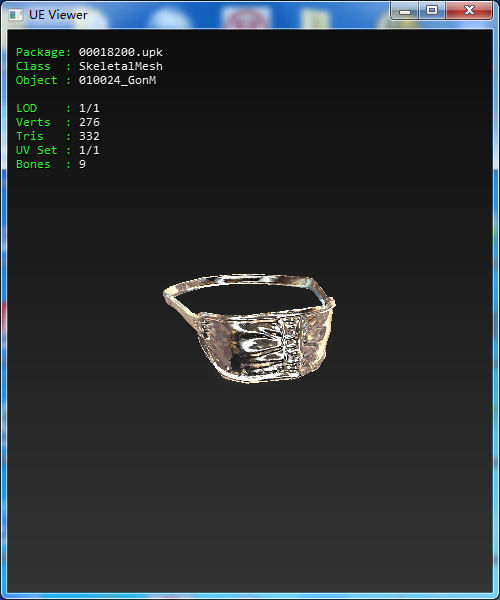 UE Viewer
Package: 00018200.upk
Class : SkeletalMesh
Object : 010024_GonM
LOD : 1/1
Verts : 276
Tris : 332
UV Set : 1/1
Bones : 9